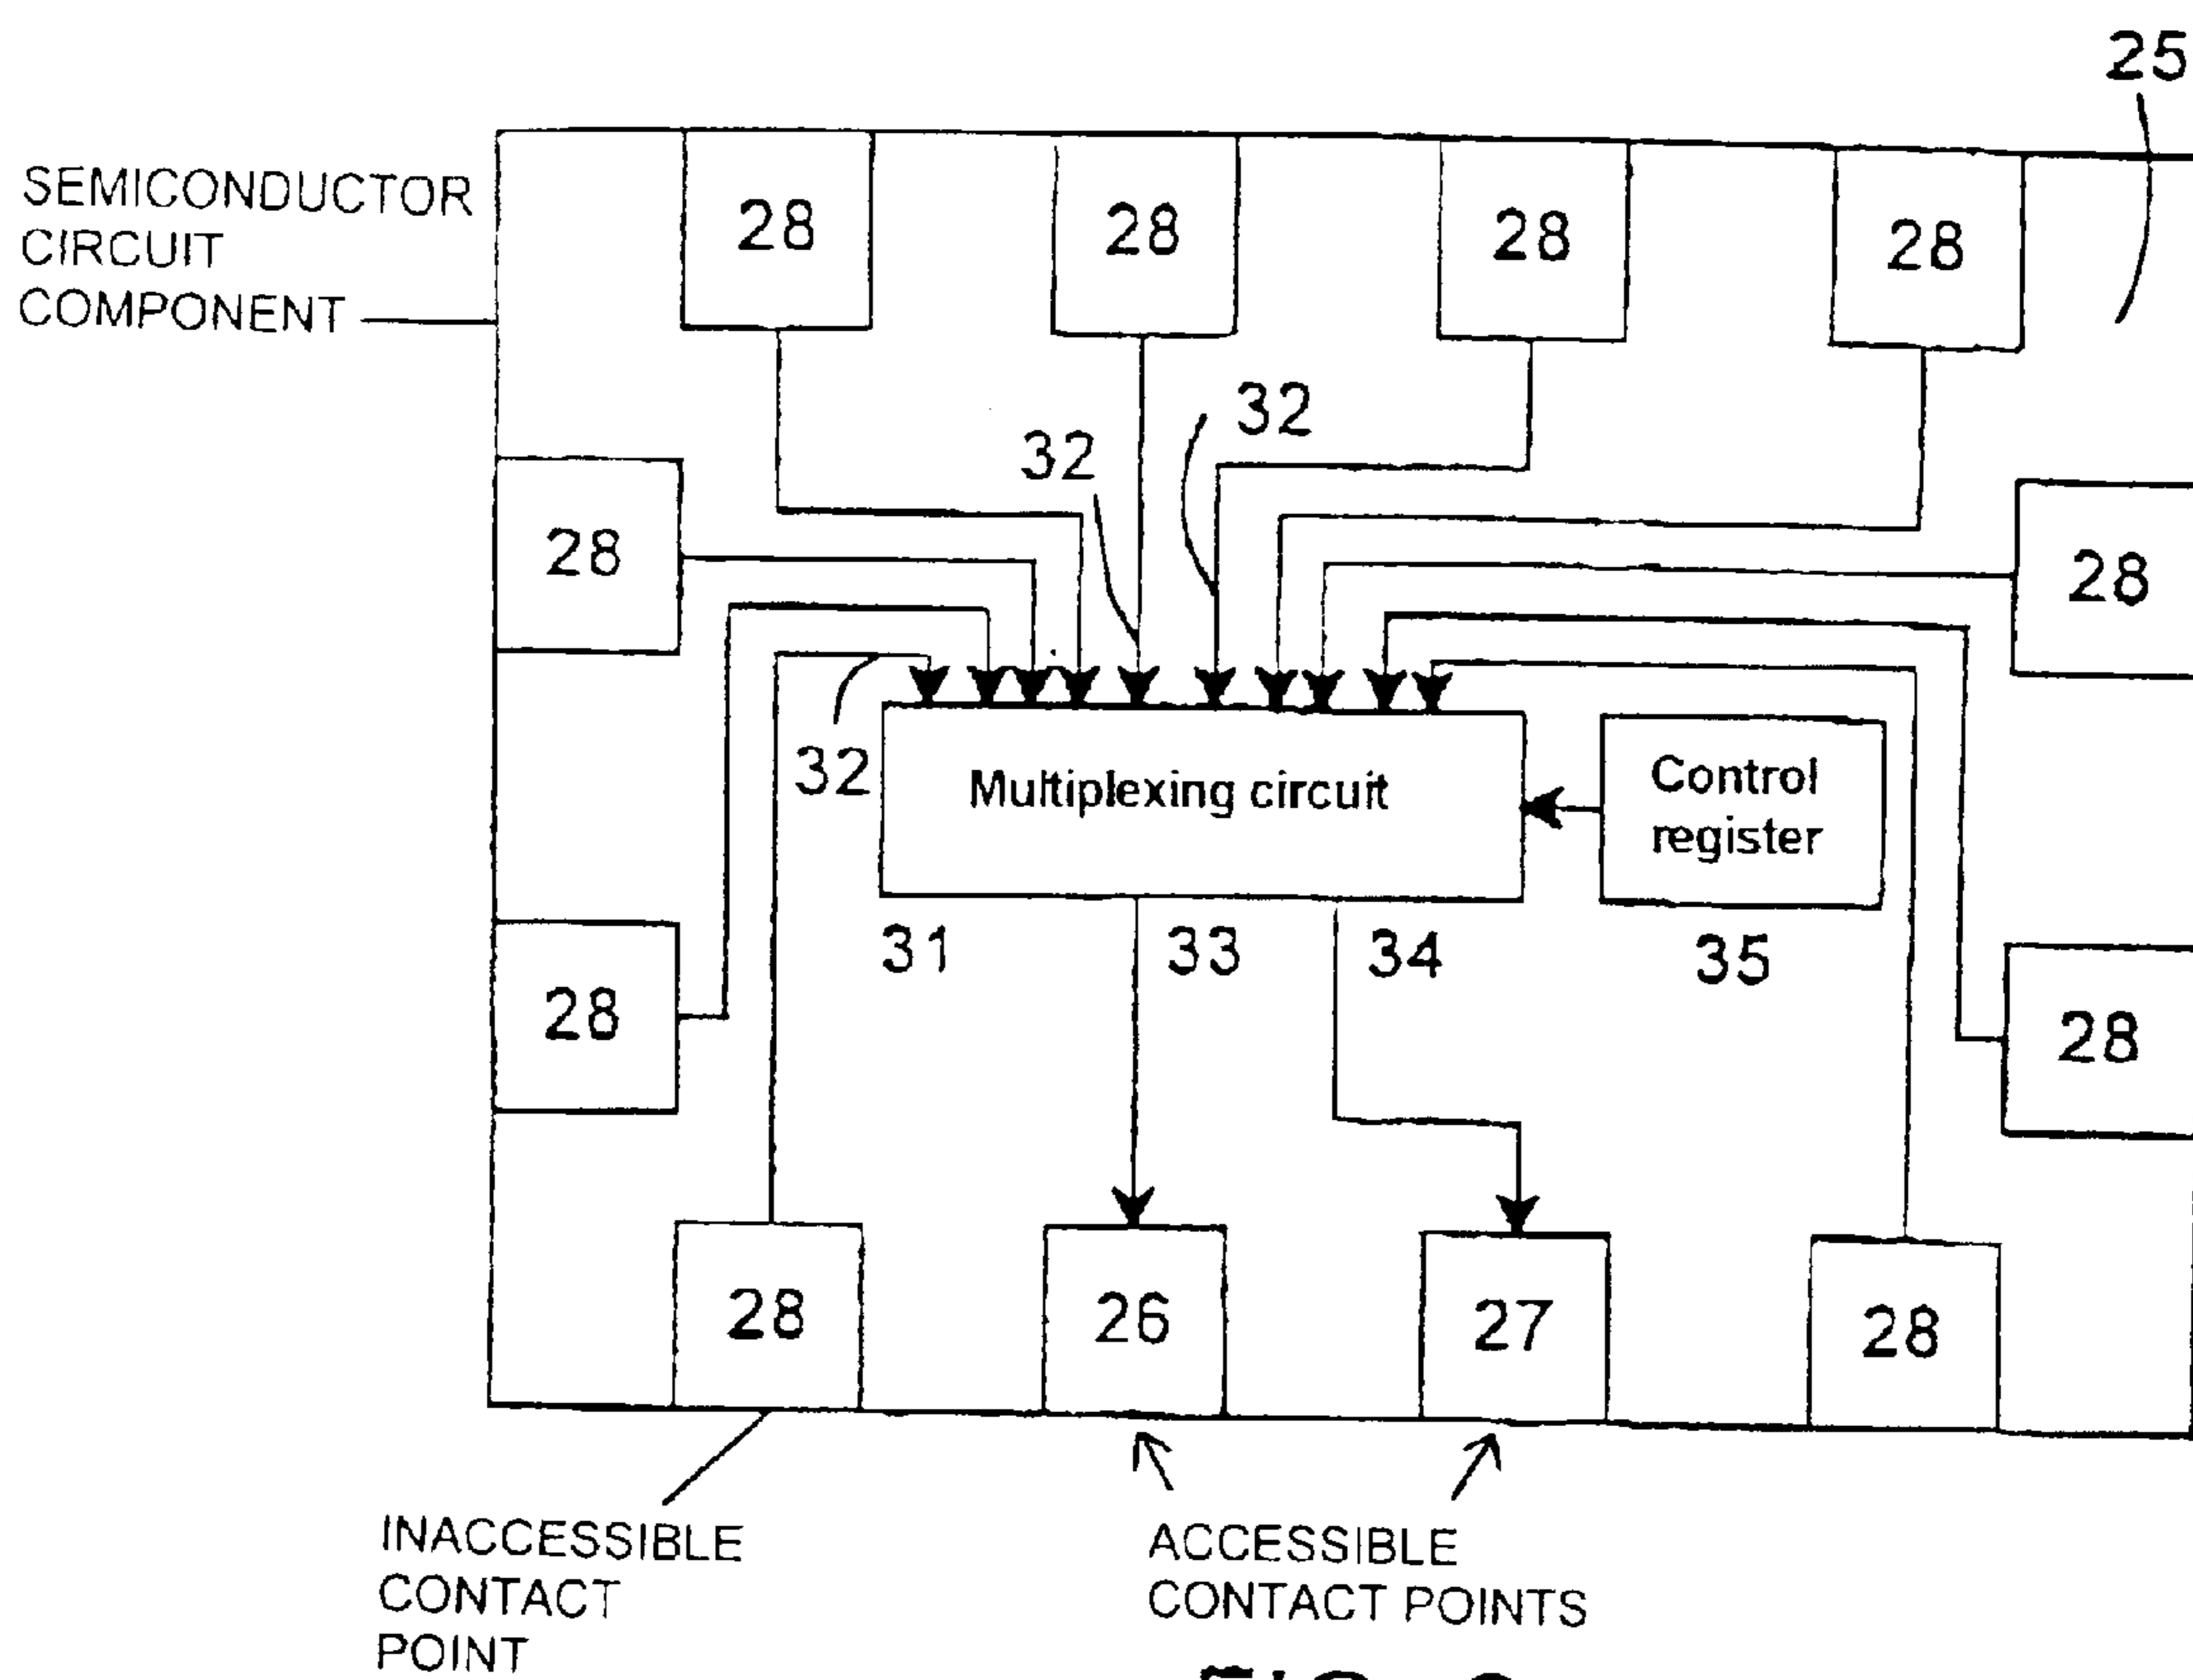 25
SEMICONDUCTOR
CIRCUIT
COMPONENT
28 28 28 28
32
32
28 28
32
Multiplexing circuit
Control
register
31 33 34 35
28 28
28 26 27 28
INACCESSIBLE
CONTACT
POINT
ACCESSIBLE
CONTACT POINTS